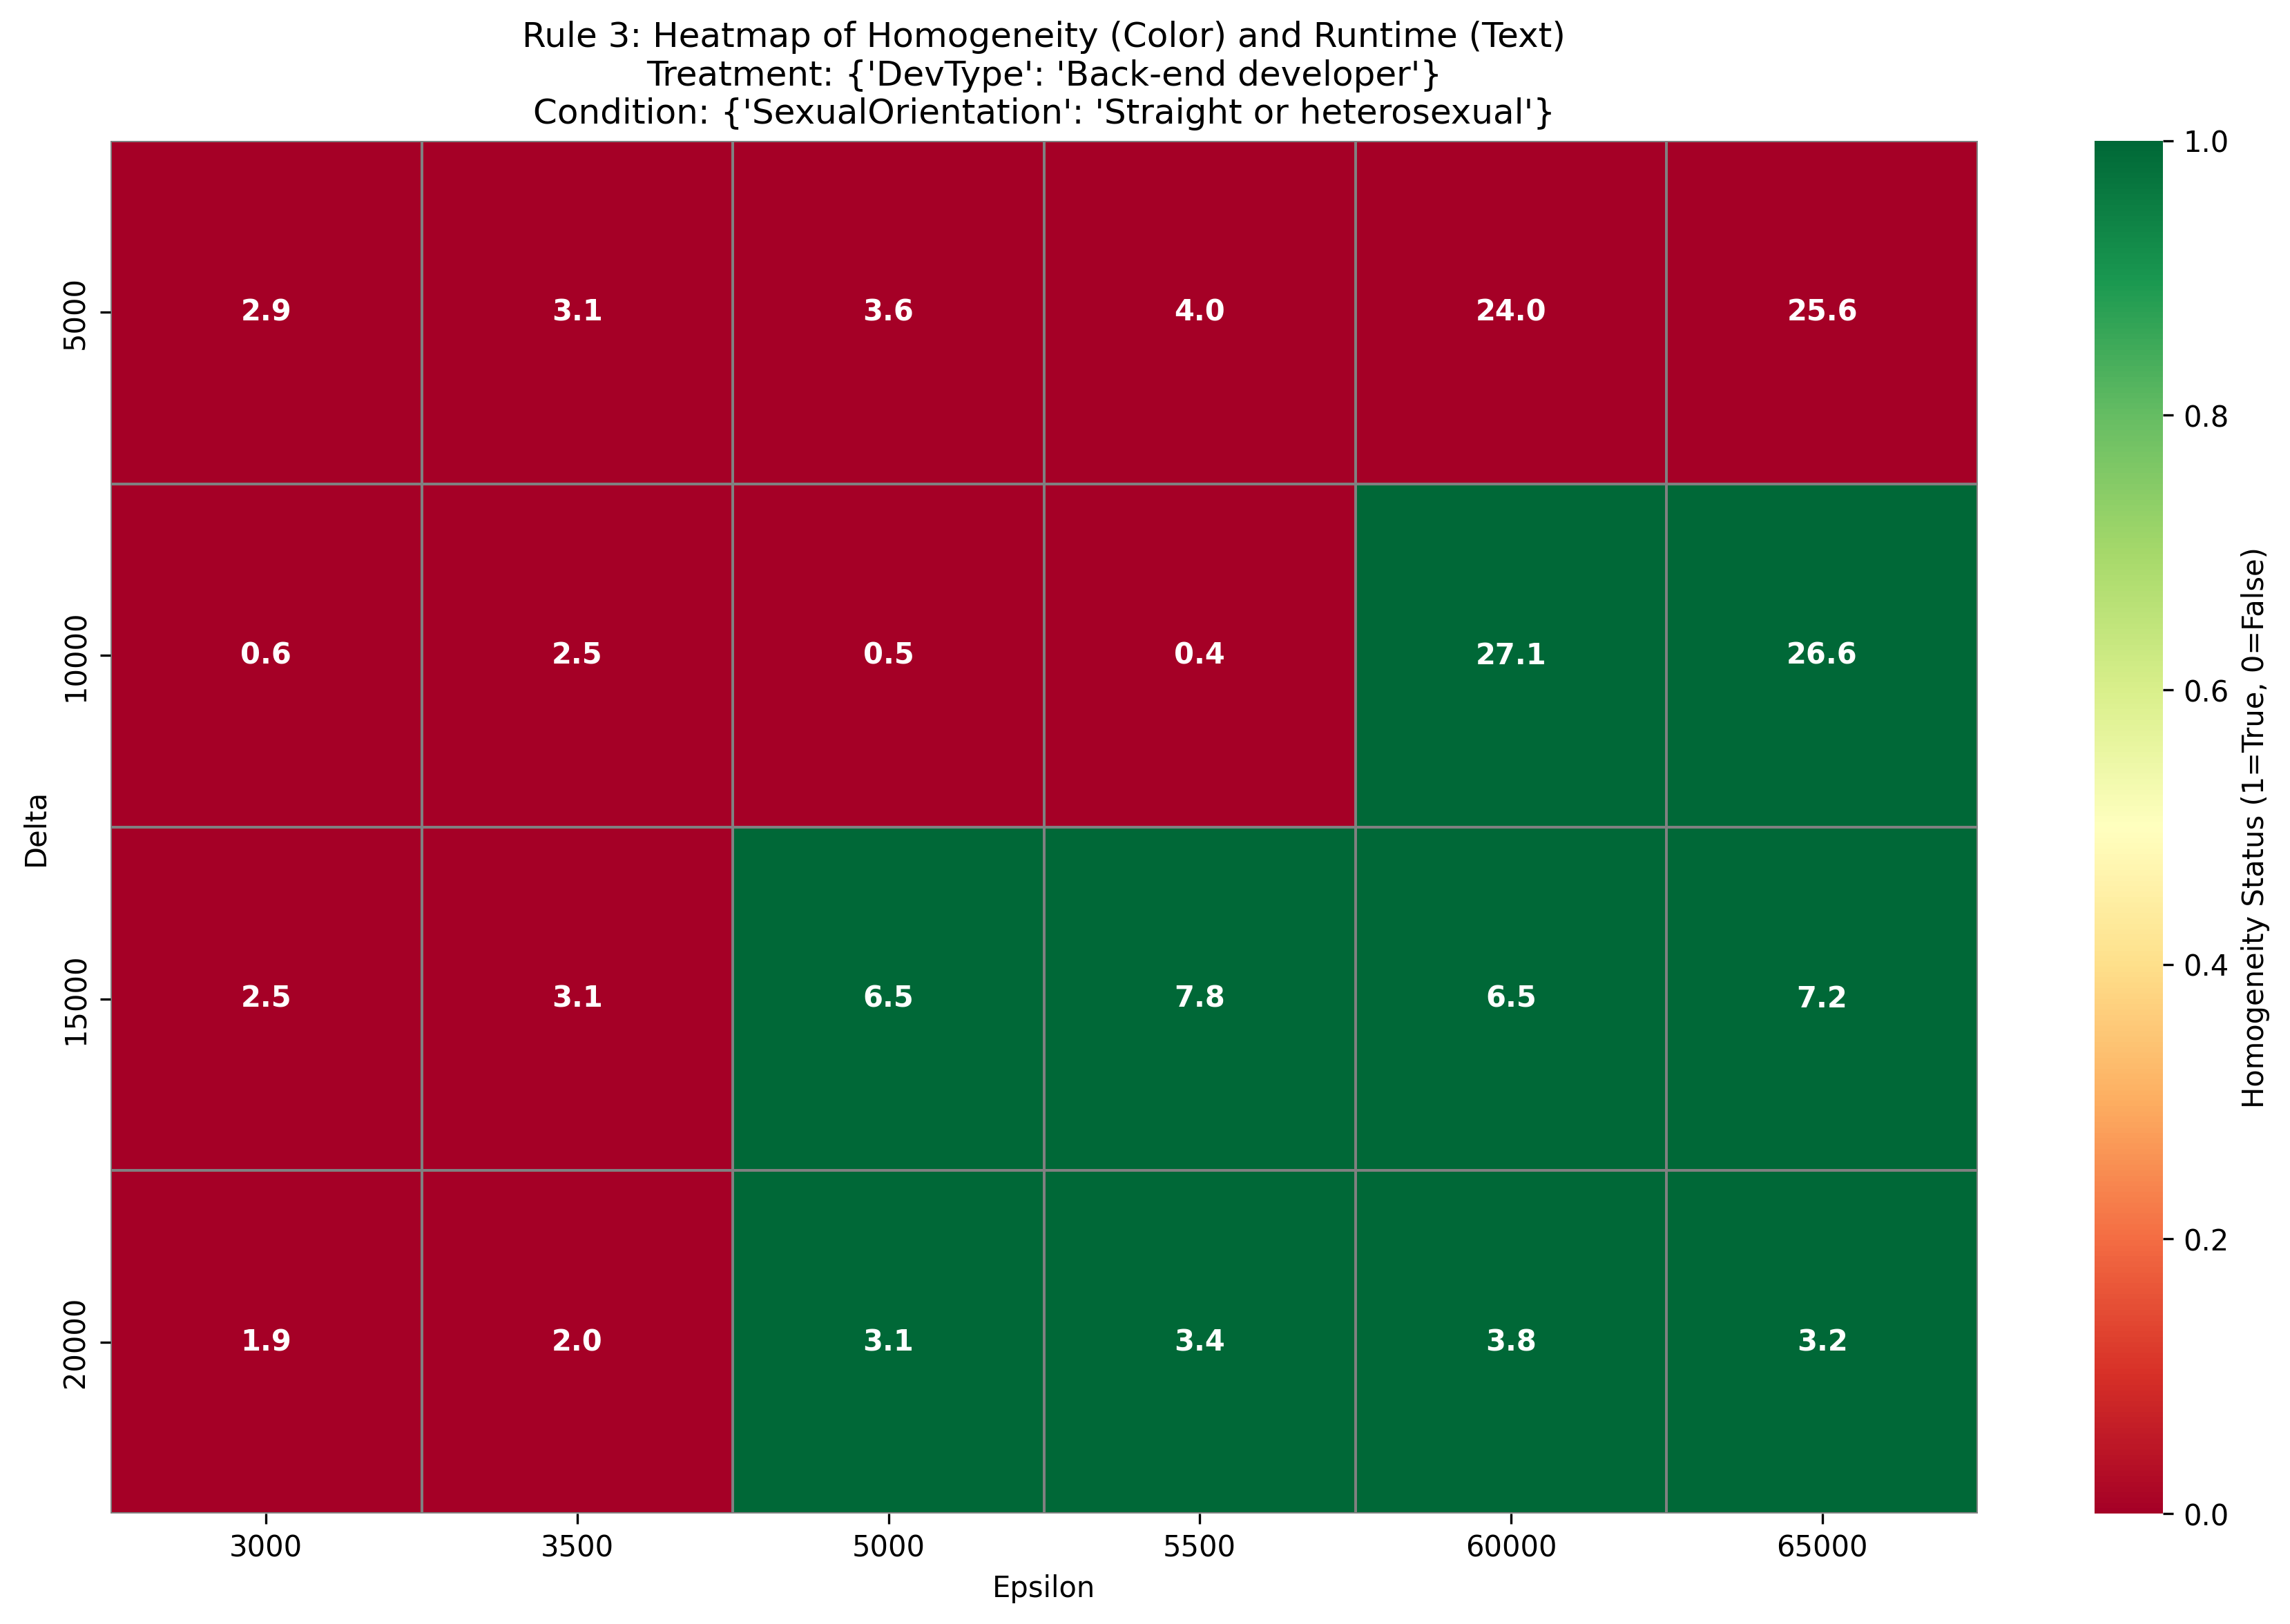 Rule 3: Heatmap of Homogeneity (Color) and Runtime (Text)
Treatment: {'DevType': 'Back-end developer'}
Condition: {'SexualOrientation': 'Straight or heterosexual'}
Delta
5000
2.9 3.1 3.6 4.0 24.0 25.6
10000
0.6 2.5 0.5 0.4 27.1 26.6
15000
2.5 3.1 6.5 7.8 6.5 7.2
20000
1.9 2.0 3.1 3.4 3.8 3.2
3000 3500 5000 5500 60000 65000
Epsilon
1.0
0.8
0.6
0.4
0.2
0.0
Homogeneity Status (1=True, 0=False)